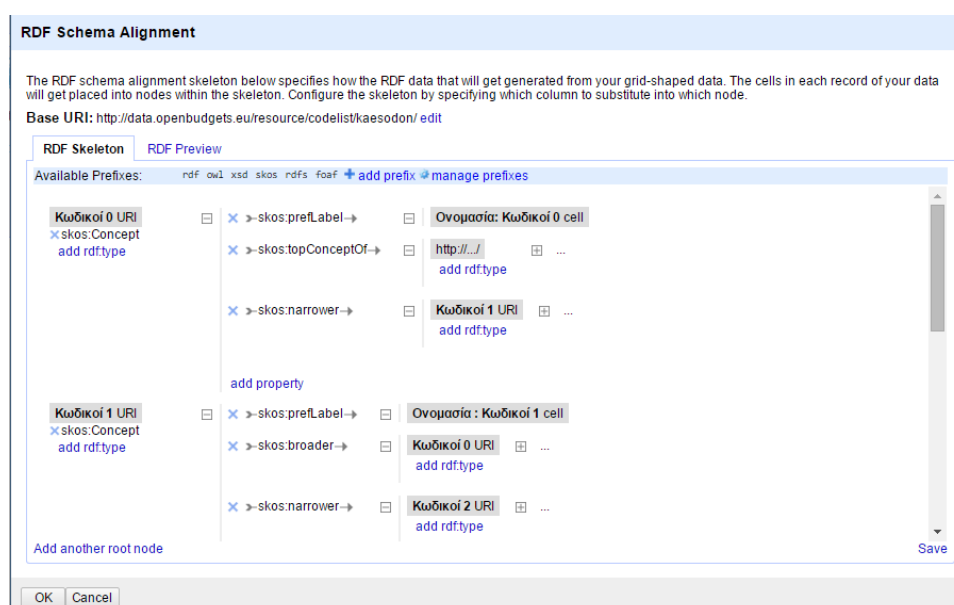 RDF Schema Alignment
The RDF schema alignment skeleton below specifies how the RDF data that will get generated from your grid-shaped data. The cells in each record of your data
will get placed into nodes within the skeleton. Configure the skeleton by specifying which column to substitute into which node.
Base URI: http://data.openbudgets.eu/resource/codelist/kaesodon/ edit
RDF Skeleton RDF Preview
Available Prefixes: rdf owl xsd skos rdfs foaf add prefix manage prefixes
Κωδικοί 0 URI skos:prefLabel Ονομασία: Κωδικοί 0 cell
skos:Concept
add rdf:type
skos:topConceptOf http://.../ ...
add rdf:type
skos:narrower Κωδικοί 1 URI ...
add rdf:type
add property
Κωδικοί 1 URI skos:prefLabel Ονομασία : Κωδικοί 1 cell
skos:Concept
add rdf:type
skos:broader Κωδικοί 0 URI ...
add rdf:type
skos:narrower Κωδικοί 2 URI ...
add rdf:type
Add another root node Save
OK Cancel